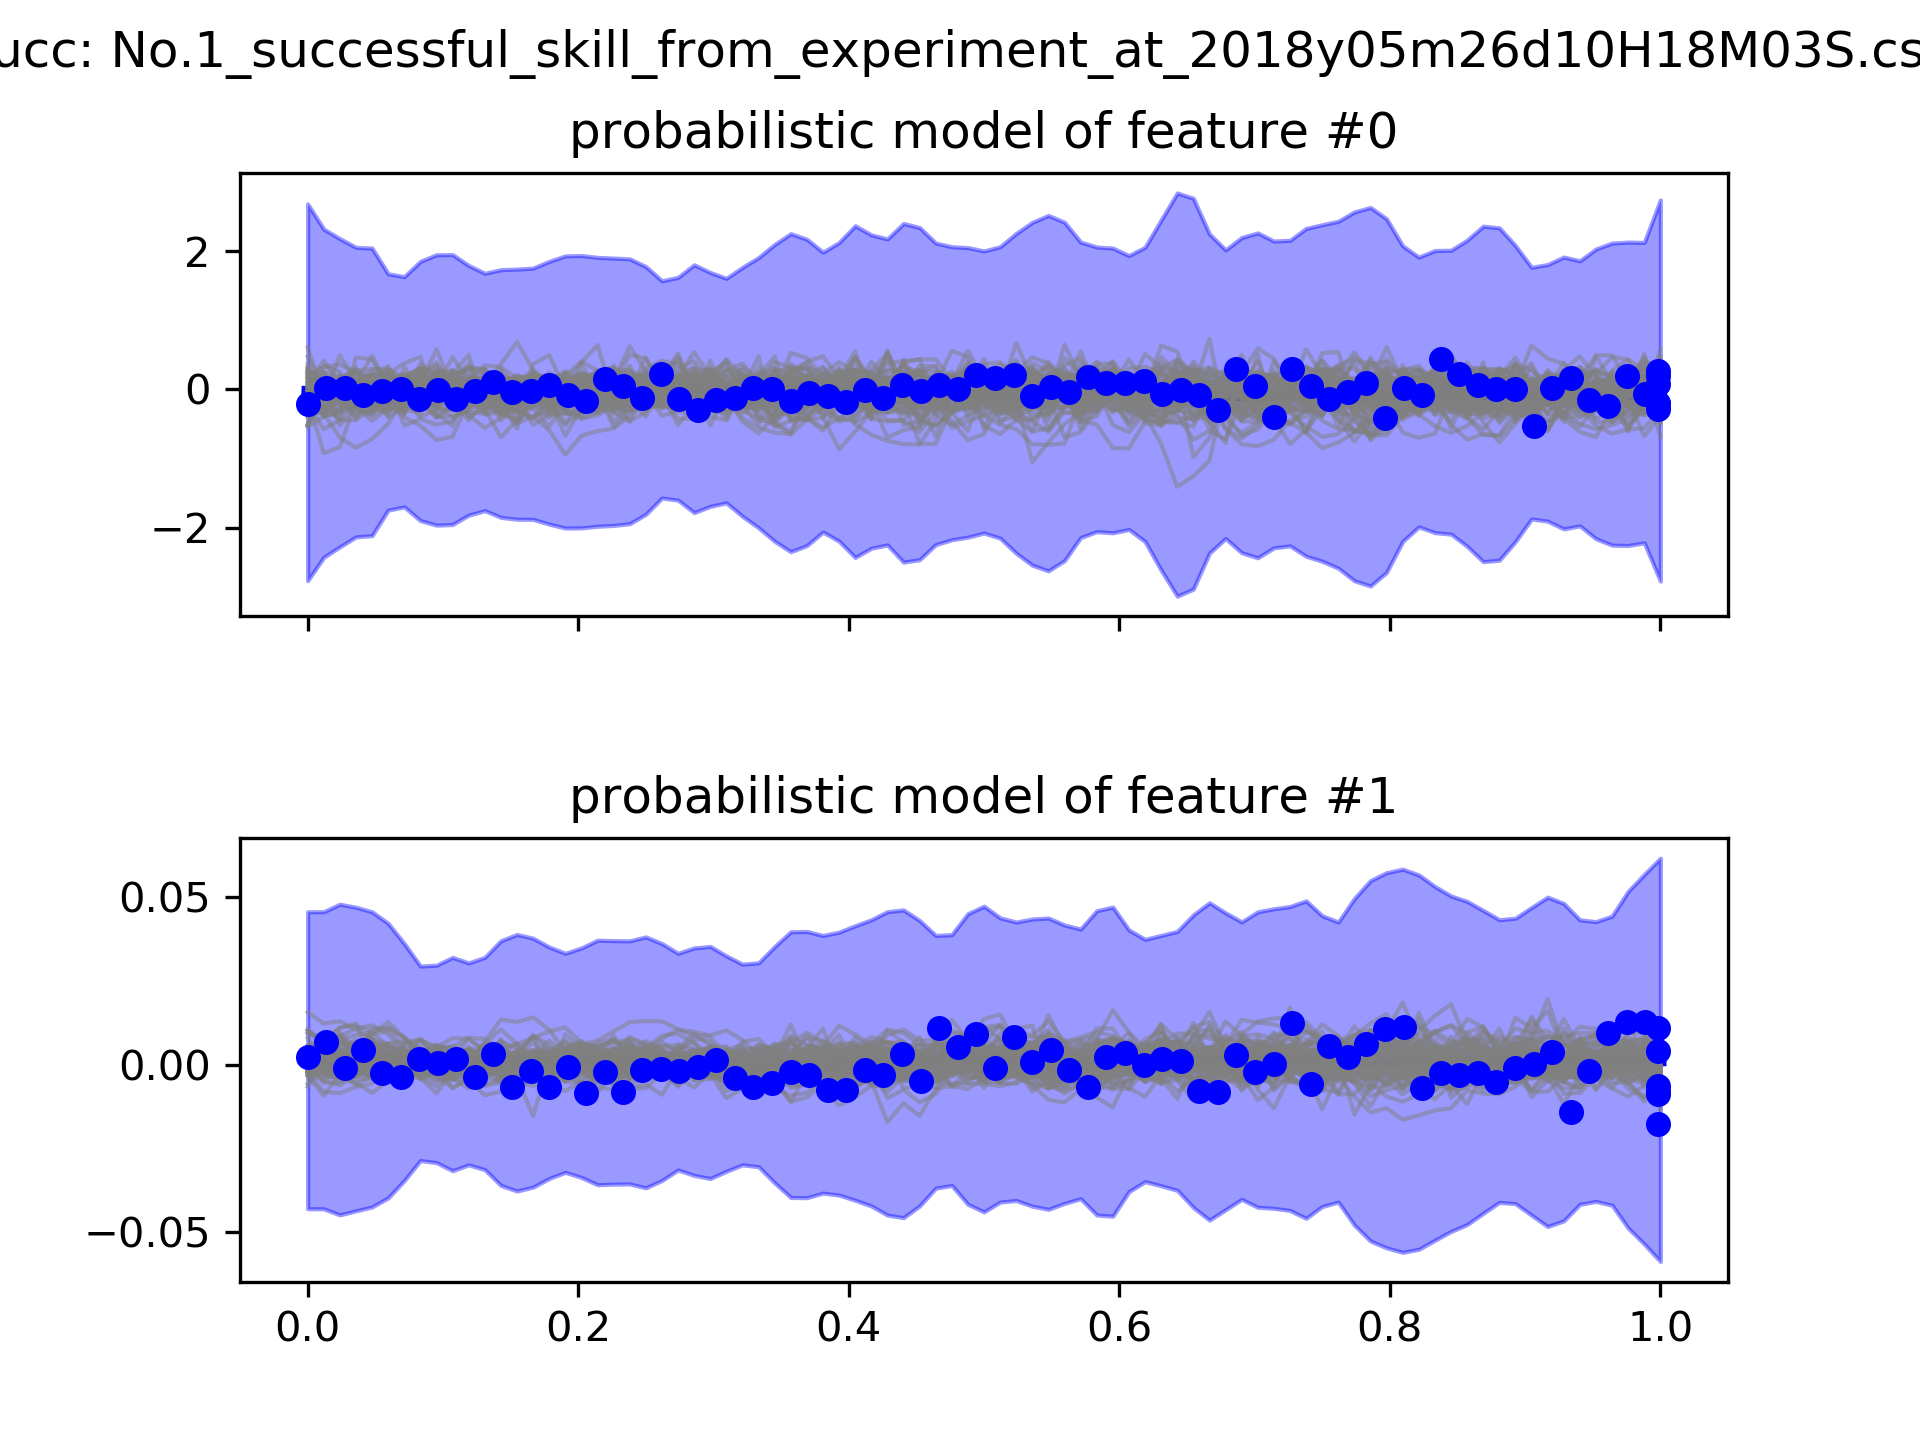 ucc: No.1_successful_skill_from_experiment_at_2018y05m26d10H18M03S.cs
probabilistic model of feature #0
2
0
−2
probabilistic model of feature #1
0.05
0.00
−0.05
0.0 0.2 0.4 0.6 0.8 1.0